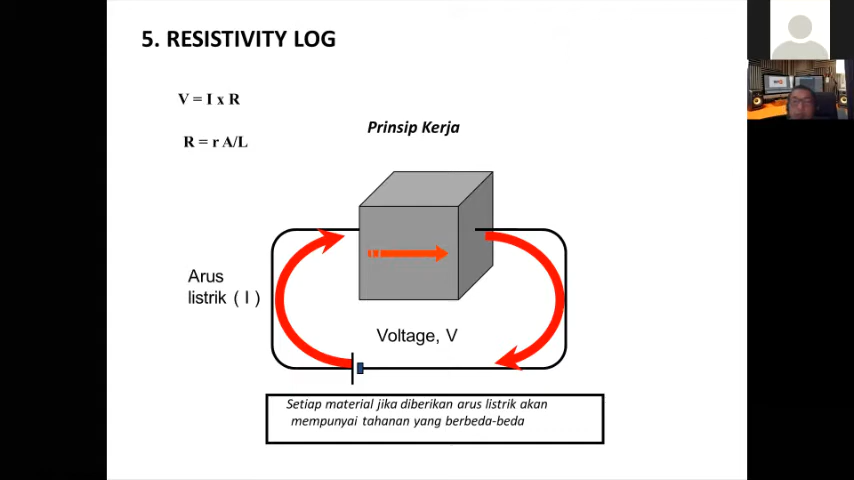 5. RESISTIVITY LOG
V = I x R
Prinsip Kerja
R = r A/L
Arus
listrik ( I )
Voltage, V
Setiap material jika diberikan arus listrik akan
mempunyai tahanan yang berbeda-beda